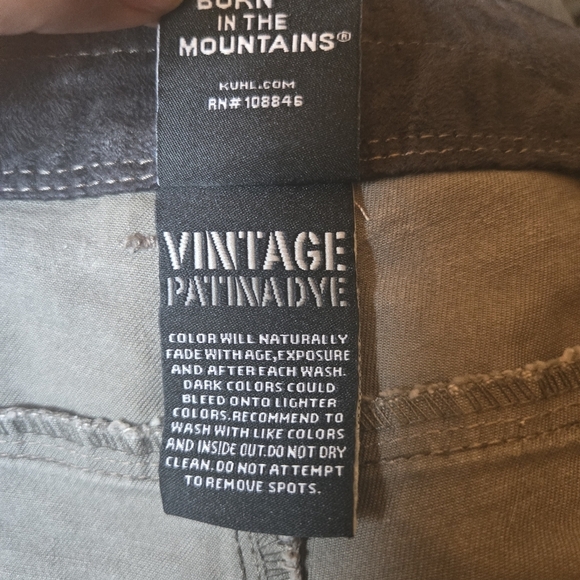 BORN
IN THE
MOUNTAINS®
KUHL.COM
RN# 108846
VINTAGE
PATINADYE
COLOR WILL NATURALLY
FADE WITH AGE,EXPOSURE
AND AFTER EACH WASH.
DARK COLORS COULD
BLEED ONTO LIGHTER
COLORS.RECOMMEND TO
WASH WITH LIKE COLORS
AND INSIDE OUT.DO NOT DRY
CLEAN.DO NOT ATTEMPT
TO REMOVE SPOTS.